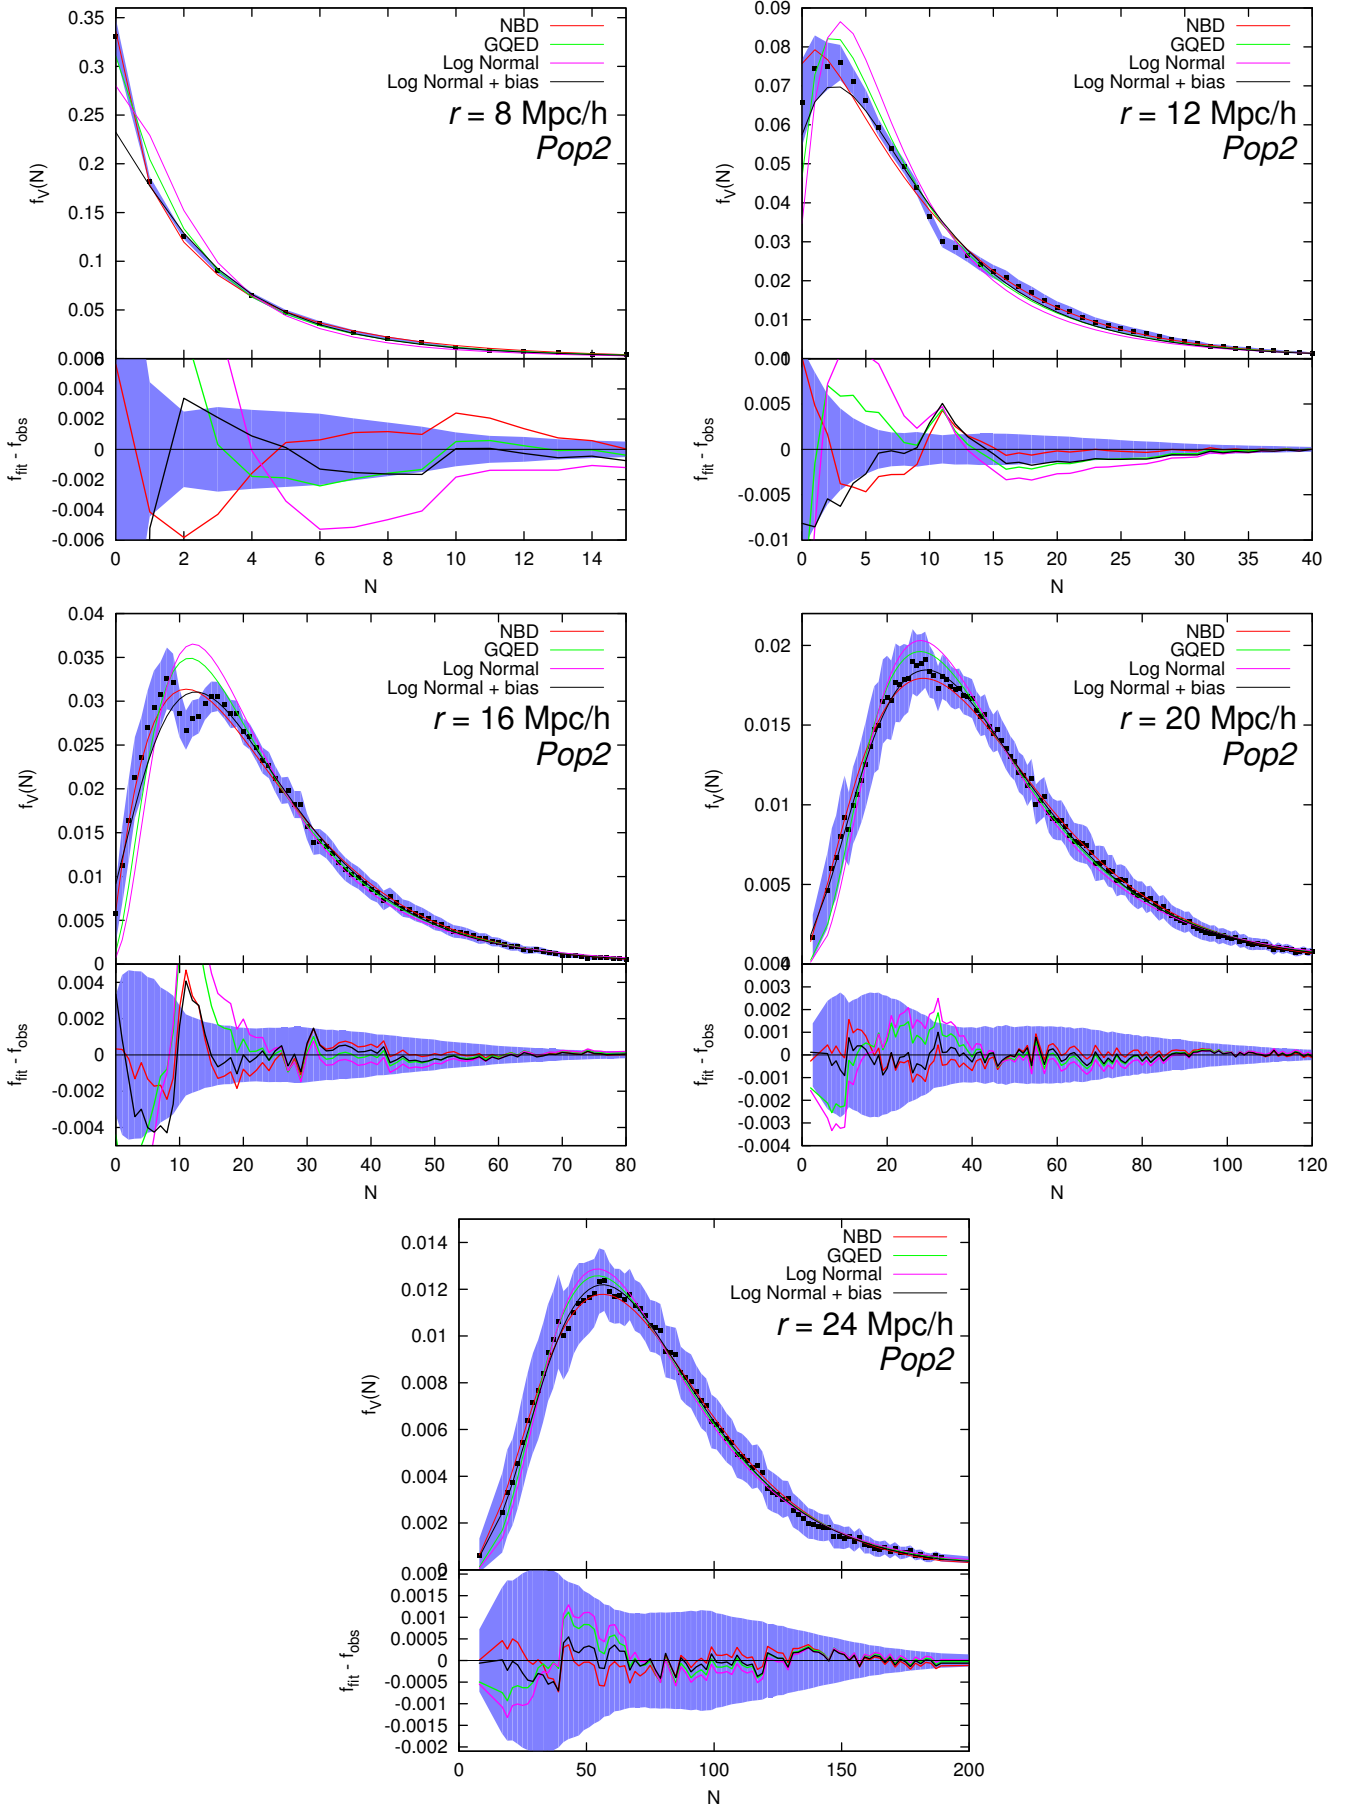 0.35
0.3
0.25
0.2
0.15
0.1
0.05
f_V(N)
NBD
GQED
Log Normal
Log Normal + bias
r = 8 Mpc/h
Pop2
0.006
0.004
0.002
0
-0.002
-0.004
-0.006
f_fit - f_obs
0 2 4 6 8 10 12 14
N
0.09
0.08
0.07
0.06
0.05
0.04
0.03
0.02
0.01
f_V(N)
NBD
GQED
Log Normal
Log Normal + bias
r = 12 Mpc/h
Pop2
0.005
0
-0.005
-0.01
f_fit - f_obs
0 5 10 15 20 25 30 35 40
N
0.04
0.035
0.03
0.025
0.02
0.015
0.01
0.005
0
f_V(N)
NBD
GQED
Log Normal
Log Normal + bias
r = 16 Mpc/h
Pop2
0.004
0.002
0
-0.002
-0.004
f_fit - f_obs
0 10 20 30 40 50 60 70 80
N
0.02
0.015
0.01
0.005
f_V(N)
NBD
GQED
Log Normal
Log Normal + bias
r = 20 Mpc/h
Pop2
0.003
0.002
0.001
0
-0.001
-0.002
-0.003
-0.004
f_fit - f_obs
0 20 40 60 80 100 120
N
0.014
0.012
0.01
0.008
0.006
0.004
0.002
f_V(N)
NBD
GQED
Log Normal
Log Normal + bias
r = 24 Mpc/h
Pop2
0.0015
0.001
0.0005
0
-0.0005
-0.001
-0.0015
-0.002
f_fit - f_obs
0 50 100 150 200
N